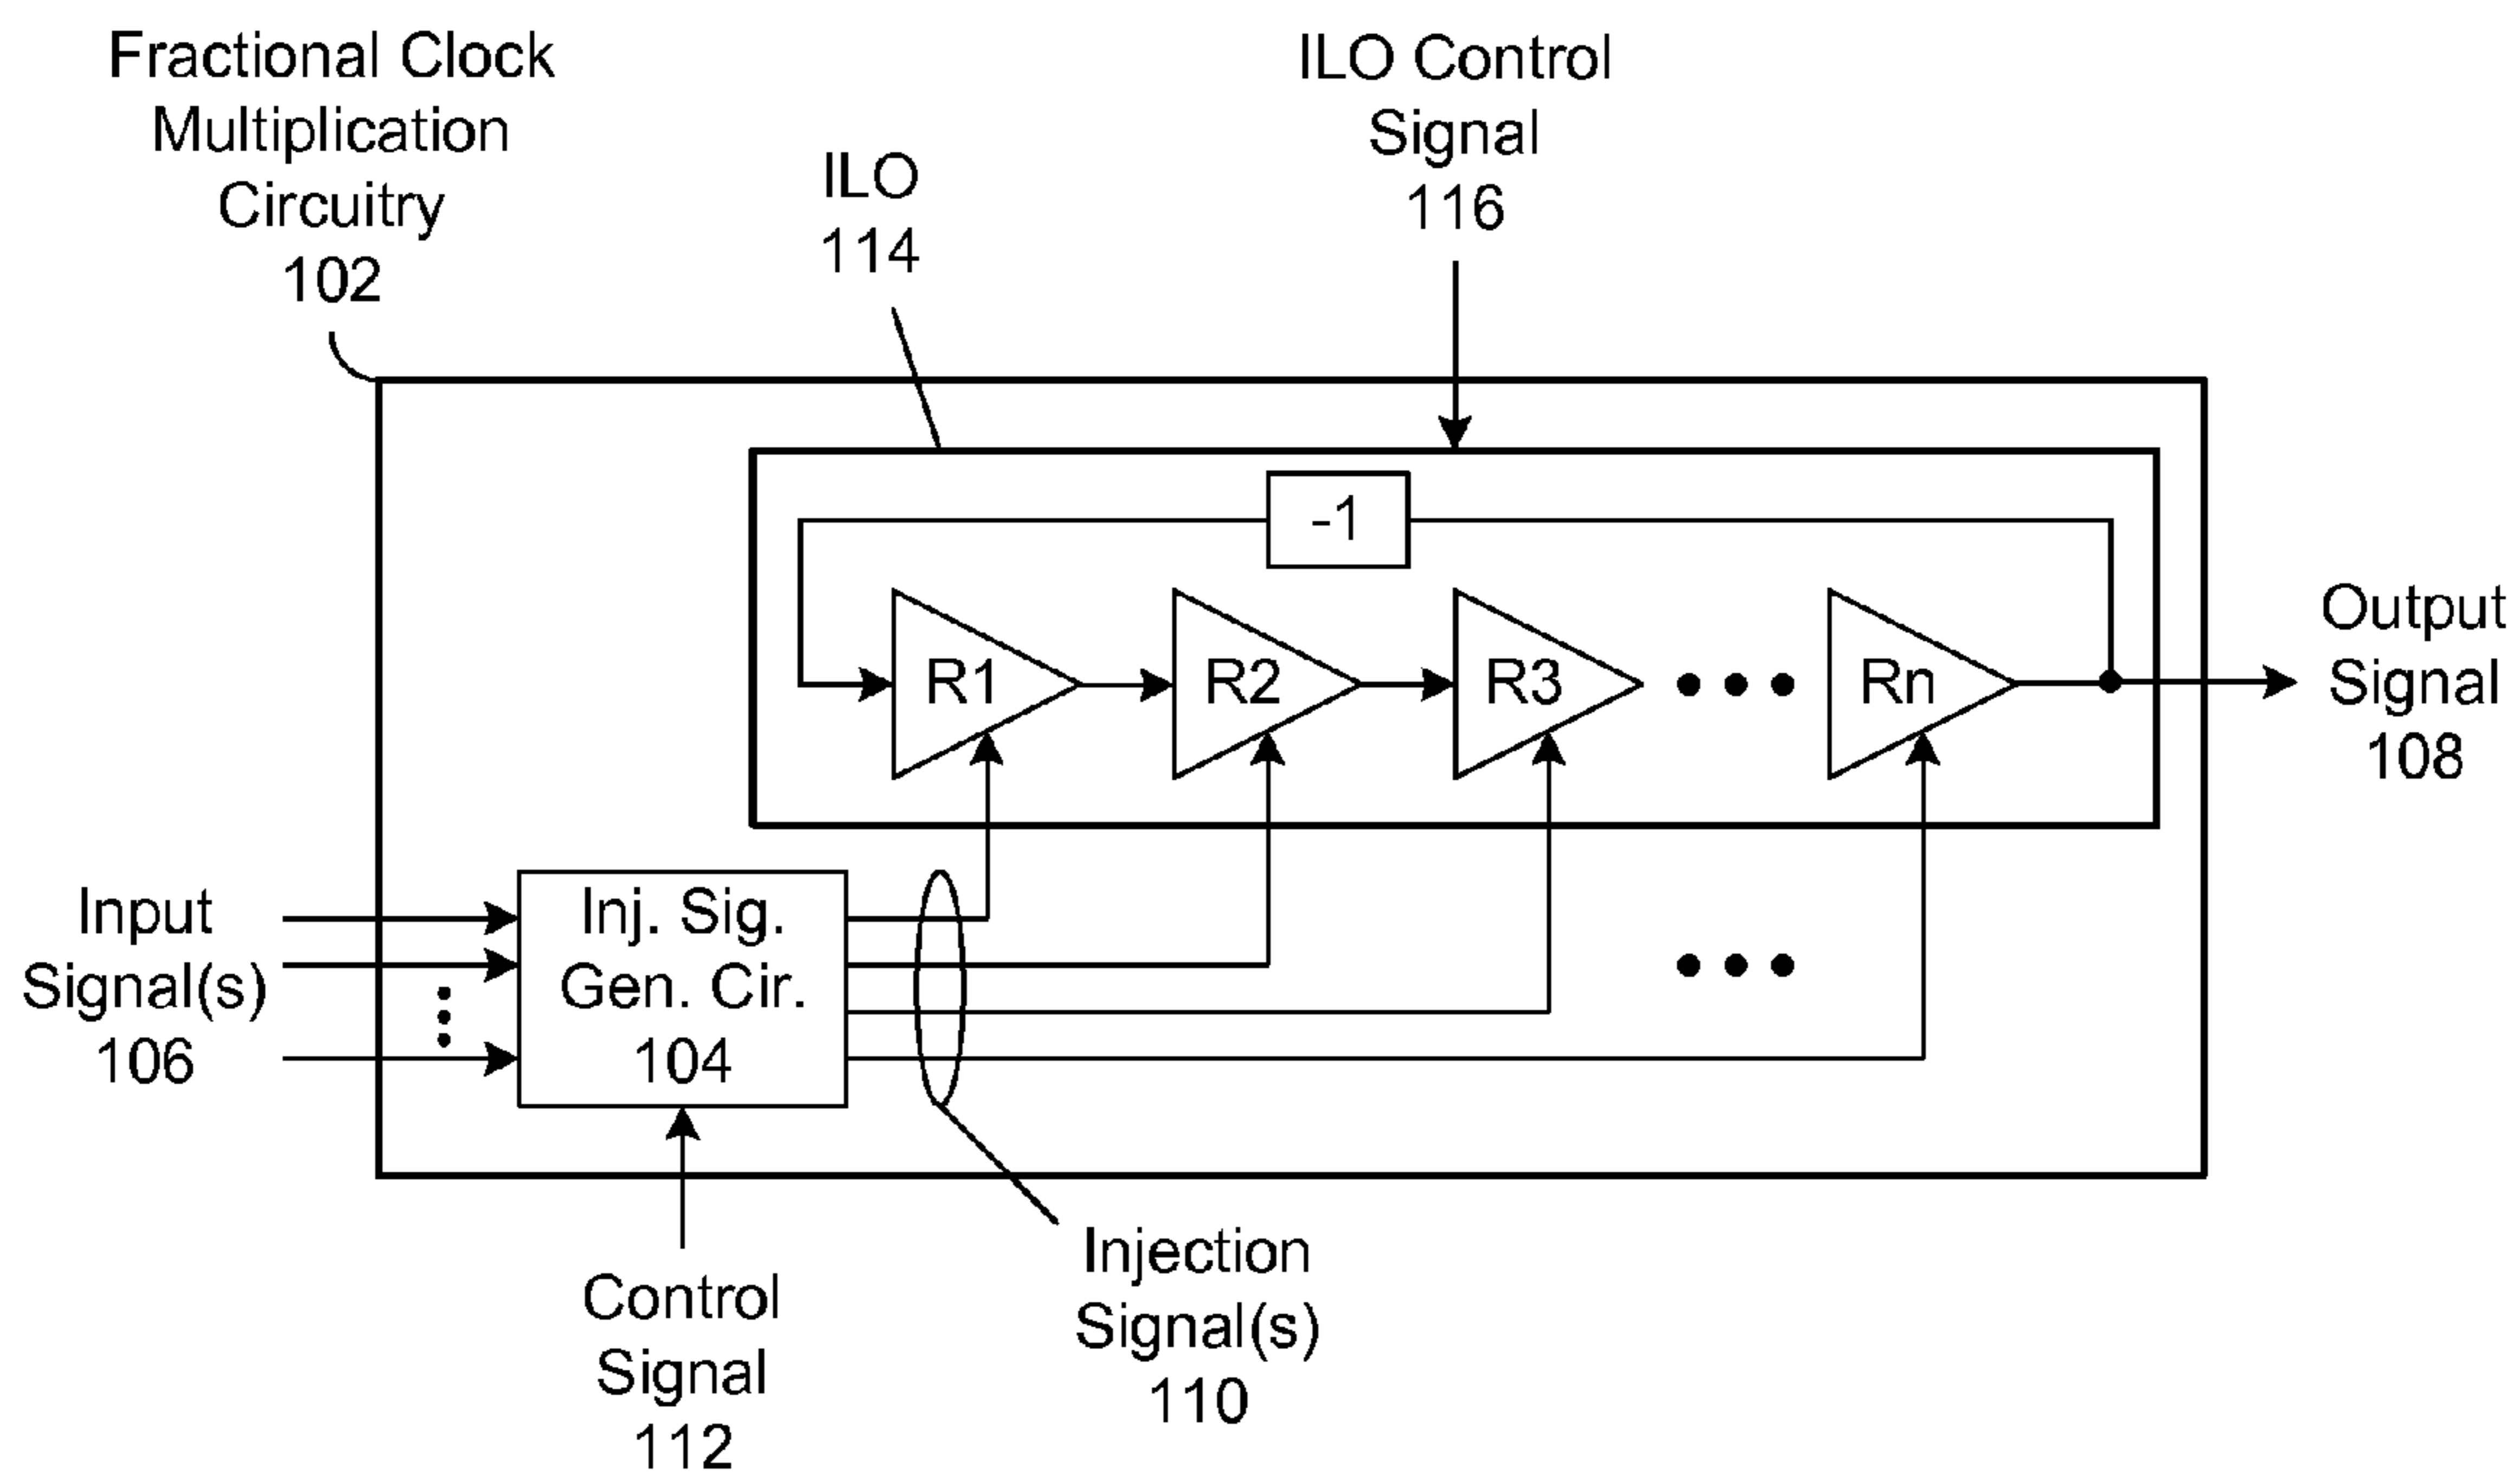 Fractional Clock
Multiplication
Circuitry
102
ILO
114
ILO Control
Signal
116
-1
R1
R2
R3
Rn
Output
Signal
108
Input
Signal(s)
106
Inj. Sig.
Gen. Cir.
104
Control
Signal
112
Injection
Signal(s)
110